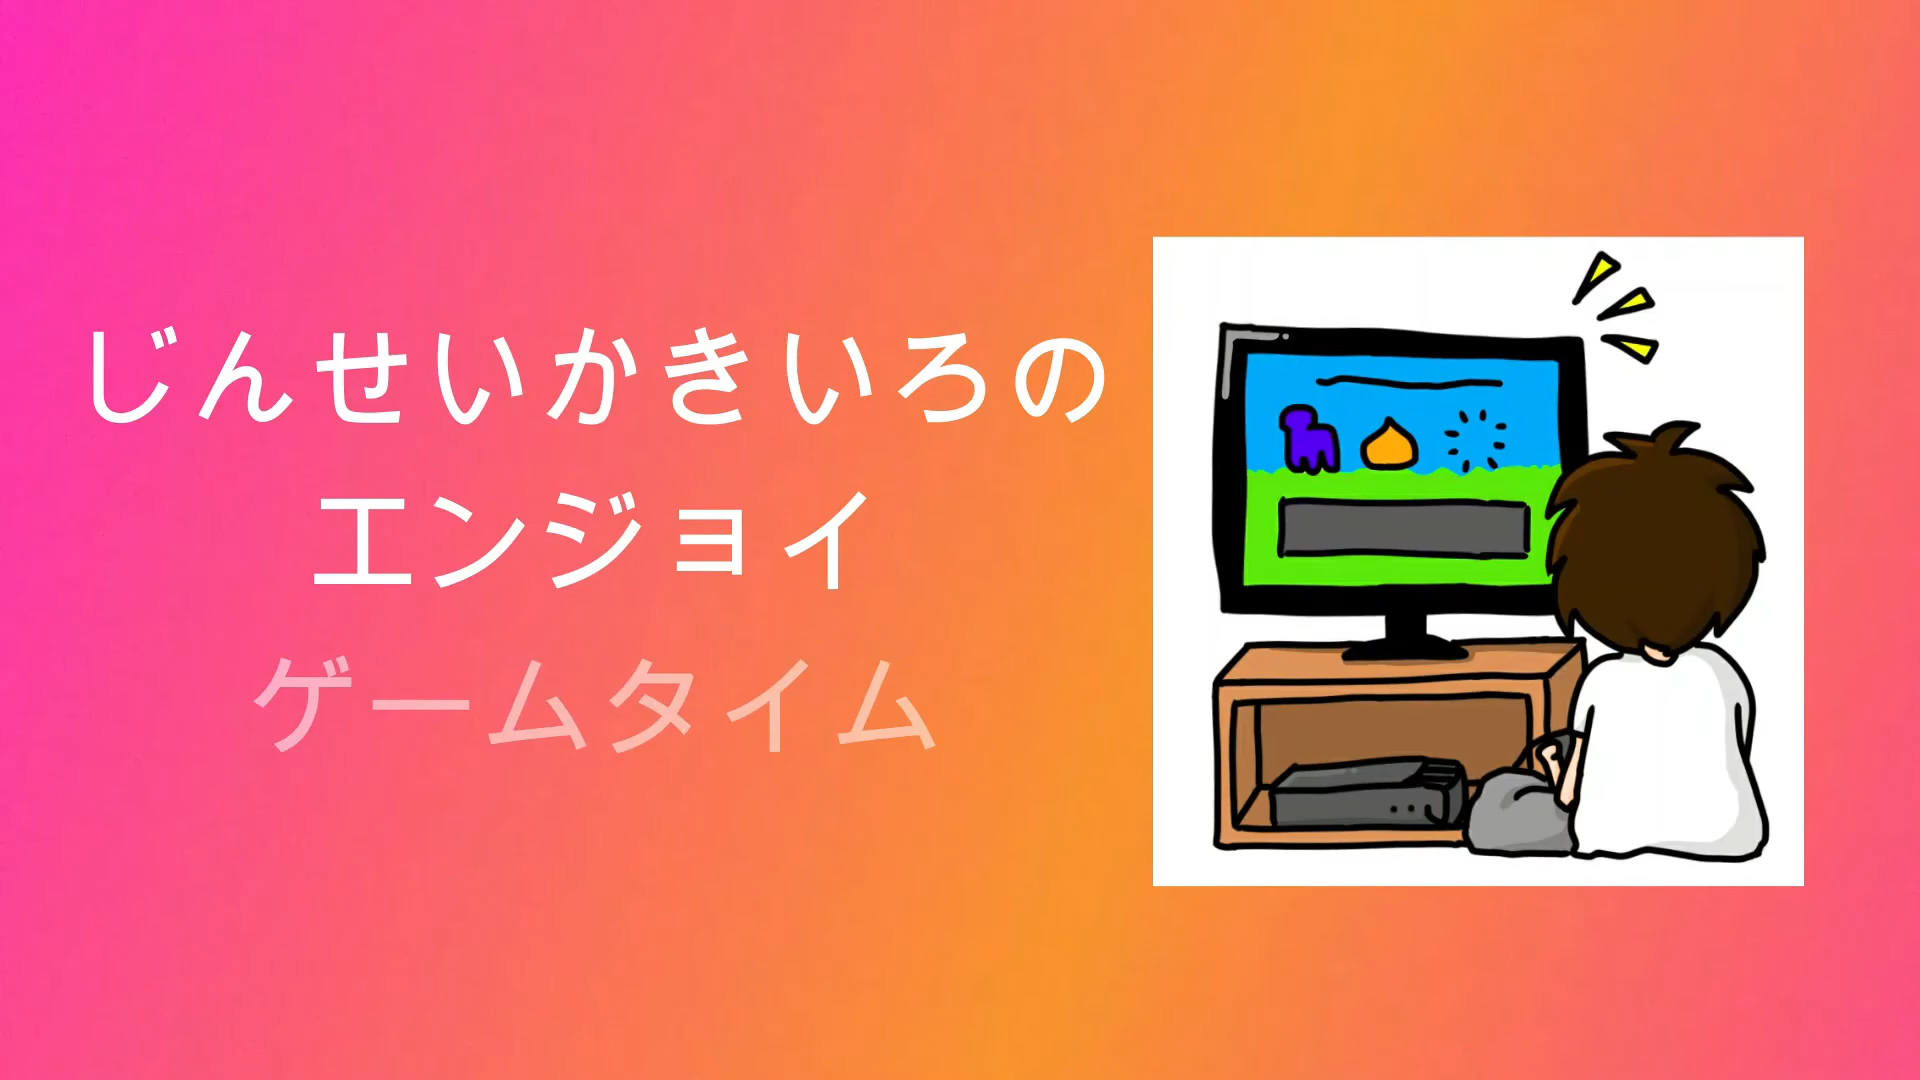 じんせいかきいろの
エンジョイ
ゲームタイム